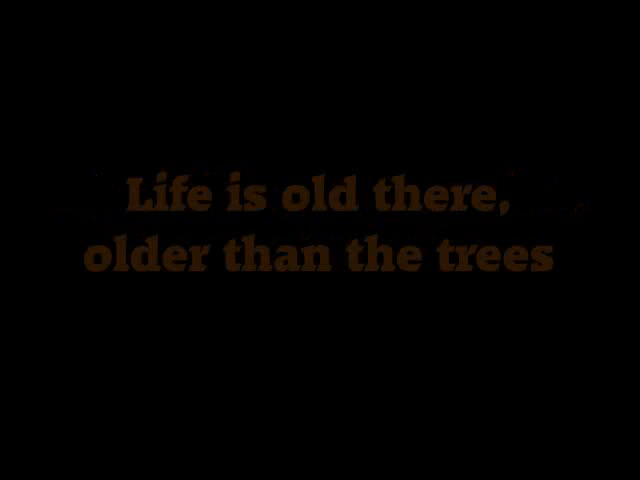 Life is old there,
older than the trees